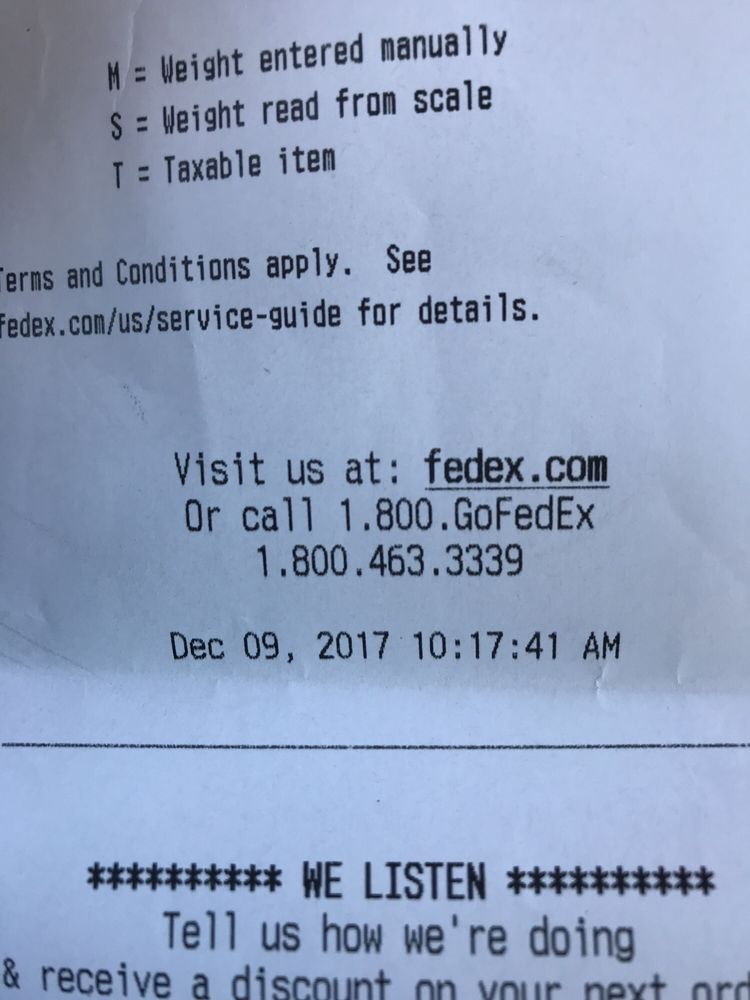 M = Weight entered manually
S = Weight read from scale
T = Taxable item
Terms and Conditions apply. See
fedex.com/us/service-guide for details.
Visit us at: fedex.com
Or call 1.800.GoFedEx
1.800.463.3339
Dec 09, 2017 10:17:41 AM
********** WE LISTEN **********
Tell us how we're doing
& receive a discount on your next